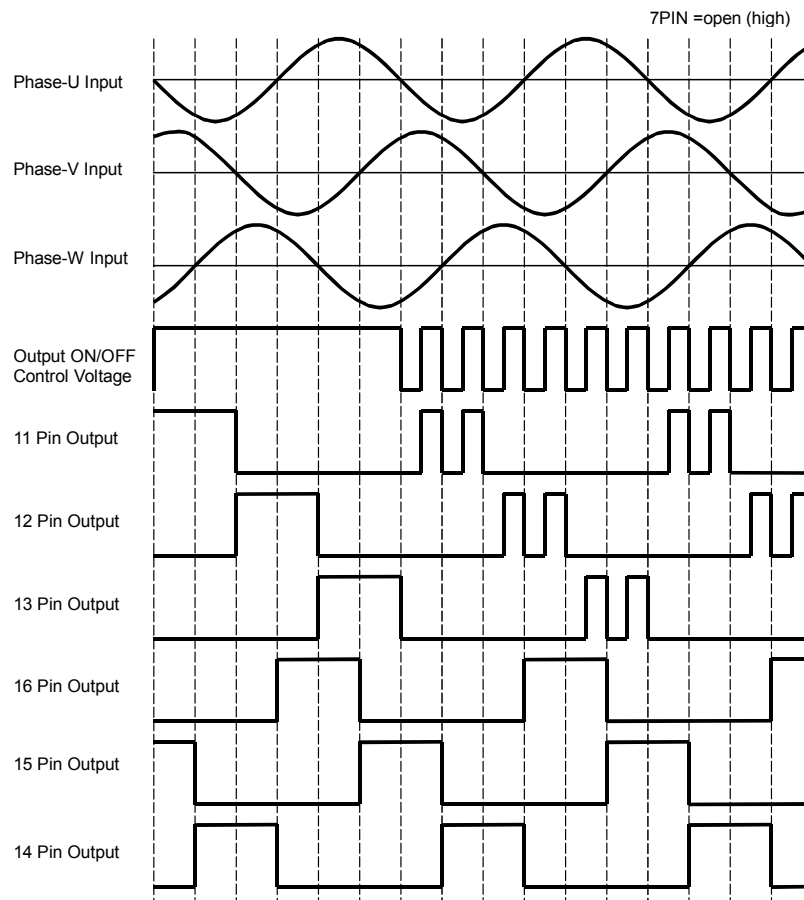 7PIN =open (high)
Phase-U Input
Phase-V Input
Phase-W Input
Output ON/OFF
Control Voltage
11 Pin Output
12 Pin Output
13 Pin Output
16 Pin Output
15 Pin Output
14 Pin Output